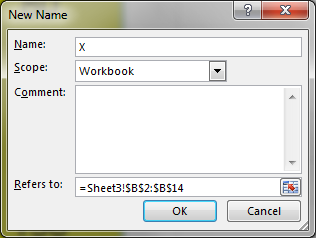 New Name
Name: X
Scope: Workbook
Comment:
Refers to: =Sheet3!$B$2:$B$14
OK Cancel